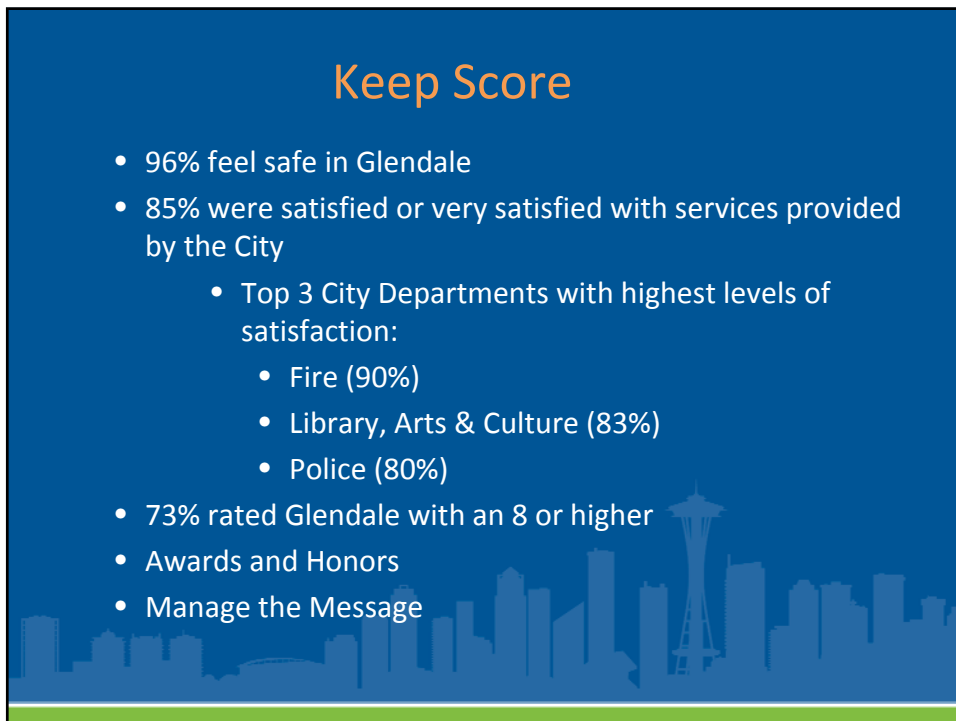 Keep Score
• 96% feel safe in Glendale
• 85% were satisfied or very satisfied with services provided
by the City
• Top 3 City Departments with highest levels of
satisfaction:
• Fire (90%)
• Library, Arts & Culture (83%)
• Police (80%)
• 73% rated Glendale with an 8 or higher
• Awards and Honors
• Manage the Message